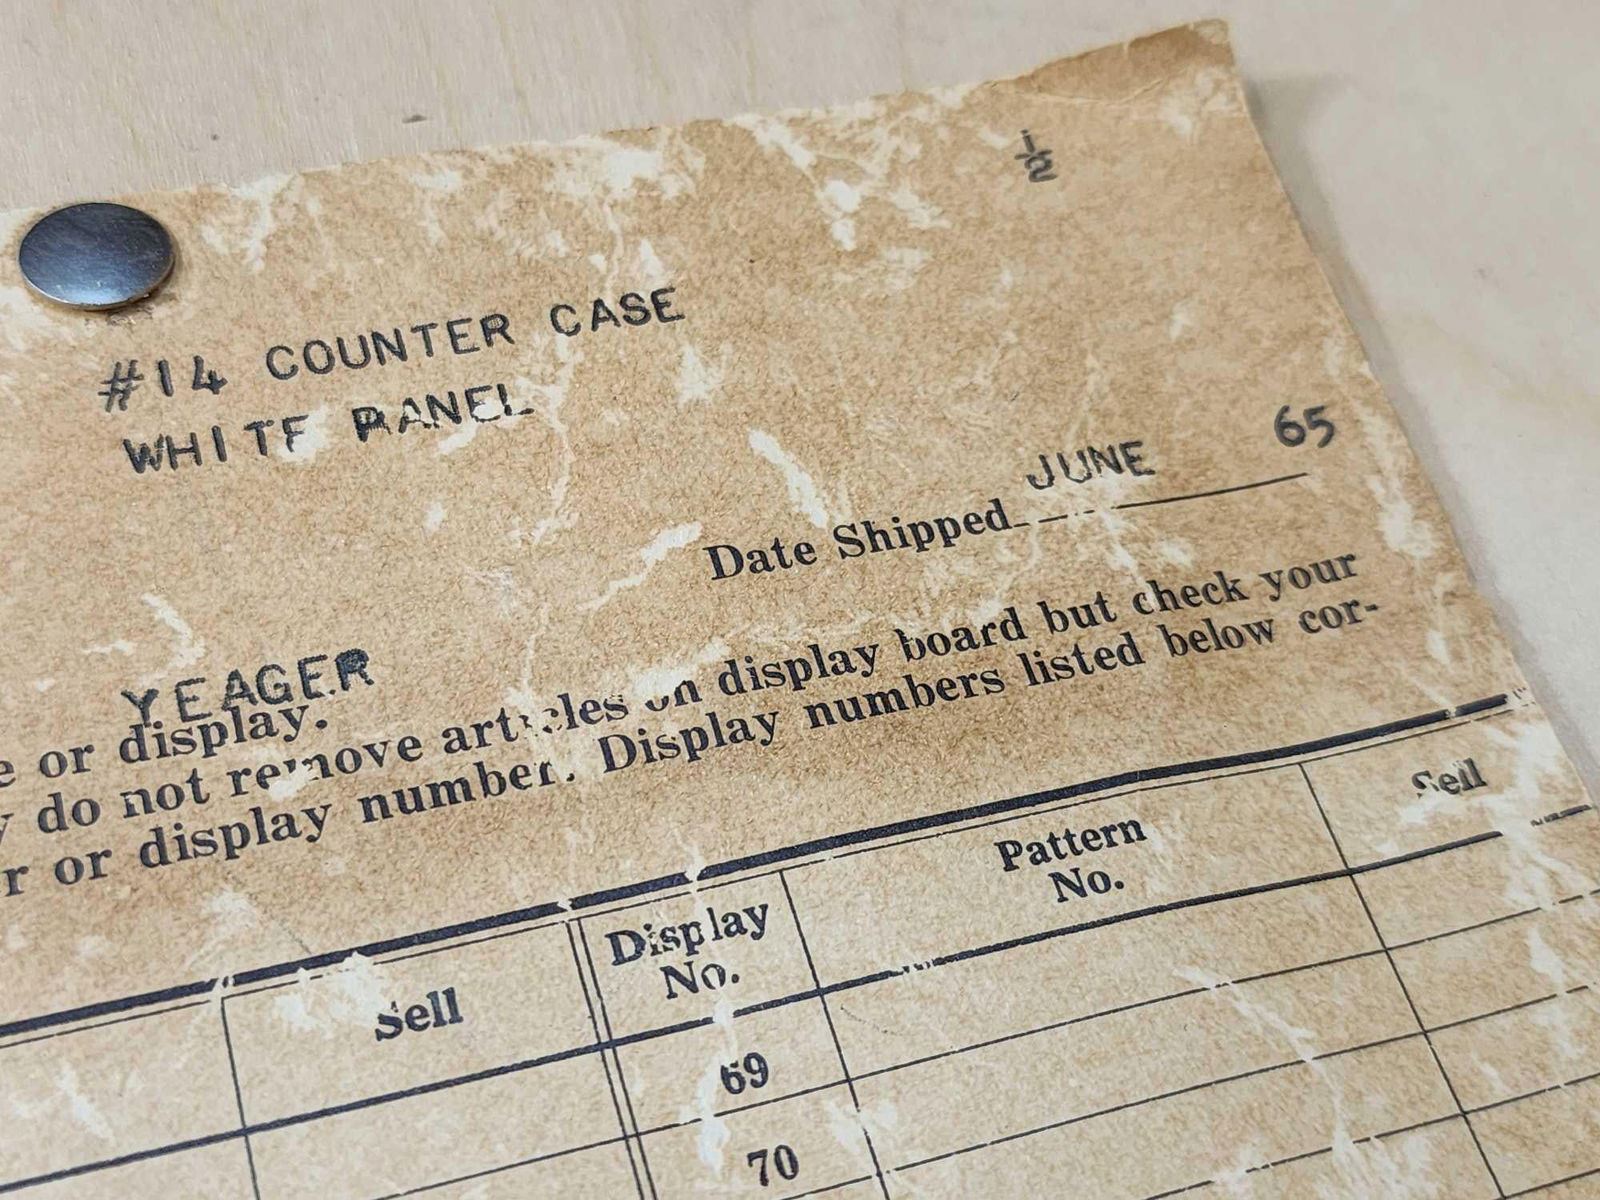 ½
#14 COUNTER CASE
WHITE PANEL
Date Shipped JUNE 65
YEAGER
e or display.
y do not remove articles on display board but check your
r or display number. Display numbers listed below cor-
Sell
Display No.
Pattern No.
Sell
69
70